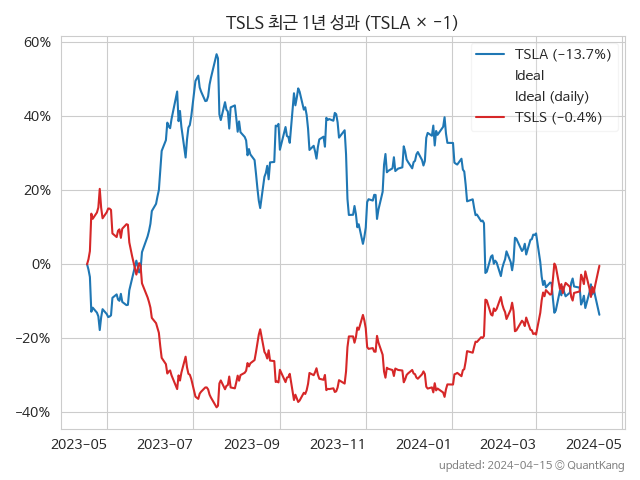 TSLS 최근 1년 성과 (TSLA × −1)
TSLA (−13.7%)
Ideal
Ideal (daily)
TSLS (−0.4%)
60%
40%
20%
0%
−20%
−40%
2023−05 2023−07 2023−09 2023−11 2024−01 2024−03 2024−05
updated: 2024−04−15 © QuantKang